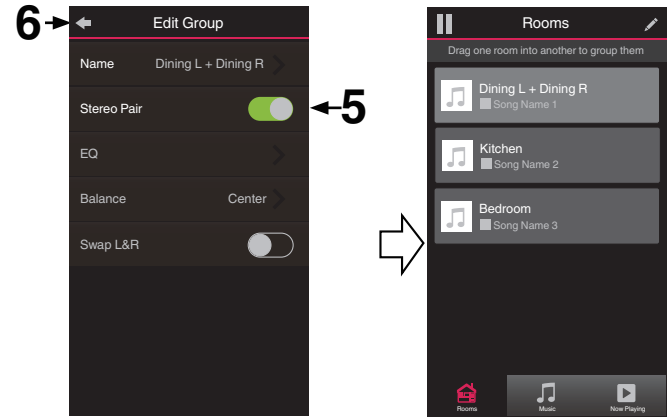 6
Edit Group
Name Dining L + Dining R
Stereo Pair
5
EQ
Balance Center
Swap L&R
Rooms
Drag one room into another to group them
Dining L + Dining R
Song Name 1
Kitchen
Song Name 2
Bedroom
Song Name 3
Rooms Music Now Playing